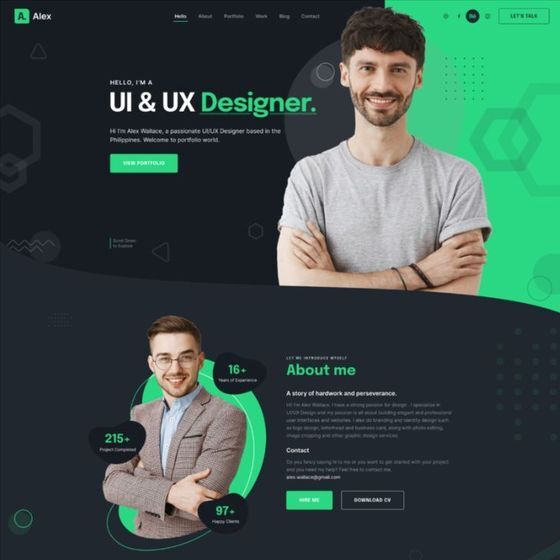 A. Alex
Hello About Portfolio Work Blog Contact
Bē
LET'S TALK
HELLO, I'M A
UI & UX Designer.
Hi I'm Alex Wallace, a passionate UI/UX Designer based in the
Philippines. Welcome to portfolio world.
VIEW PORTFOLIO
Scroll Down
to Explore
16+
Years of Experience
215+
Project Completed
97+
Happy Clients
LET ME INTRODUCE MYSELF
About me
A story of hardwork and perseverance.
Hi! I'm Alex Wallace. I have a strong passion for design. I specialize in
UI/UX Design and my passion is all about building elegant and professional
user interfaces and websites. I also do branding and identity design such
as logo design, letterhead and business card, along with photo editing,
image cropping and other graphic design services.
Contact
Do you fancy saying hi to me or you want to get started with your project
and you need my help? Feel free to contact me.
alex.wallace@gmail.com
HIRE ME
DOWNLOAD CV